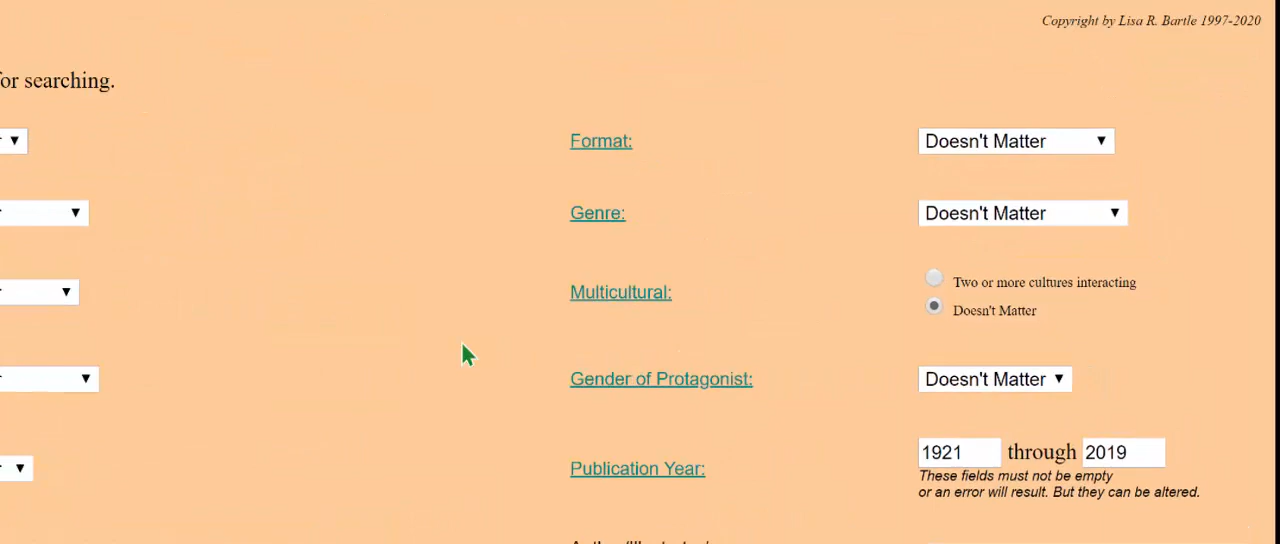 Copyright by Lisa R. Bartle 1997-2020
for searching.
Format:
Doesn't Matter
Genre:
Doesn't Matter
Multicultural:
Two or more cultures interacting
Doesn't Matter
Gender of Protagonist:
Doesn't Matter
Publication Year:
1921 through 2019
These fields must not be empty
or an error will result. But they can be altered.